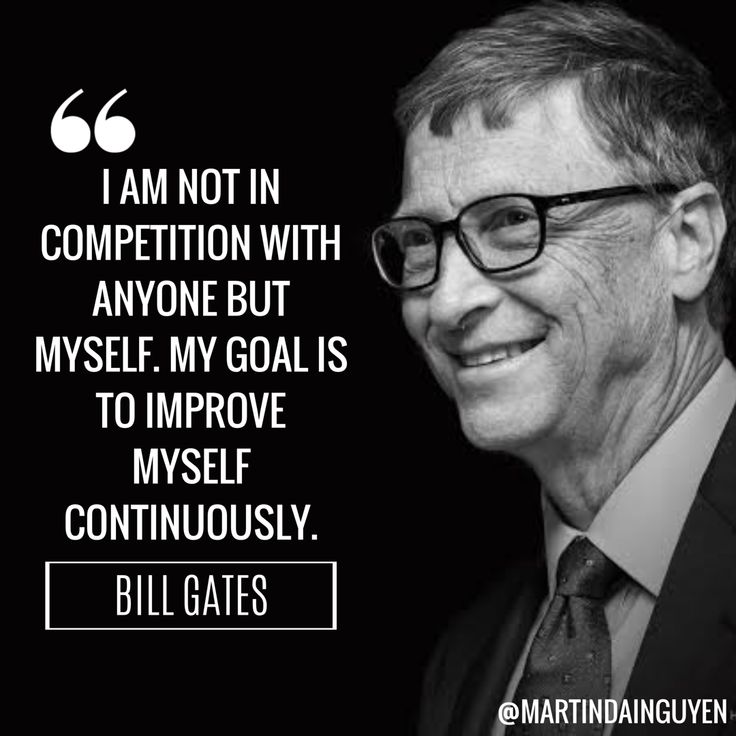 “
I AM NOT IN
COMPETITION WITH
ANYONE BUT
MYSELF. MY GOAL IS
TO IMPROVE
MYSELF
CONTINUOUSLY.
BILL GATES
@MARTINDAINGUYEN